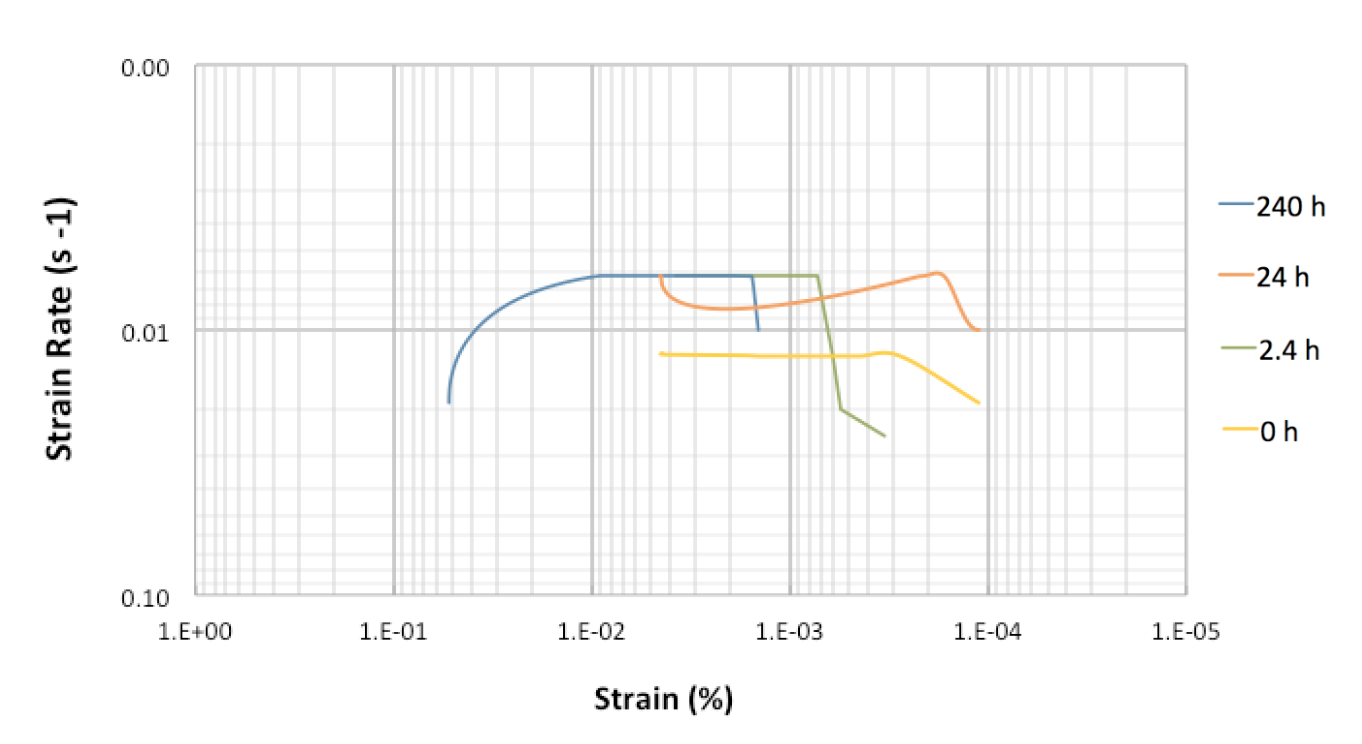 0.00
0.01
0.10
Strain Rate (s -1)
1.E+00 1.E-01 1.E-02 1.E-03 1.E-04 1.E-05
Strain (%)
240 h
24 h
2.4 h
0 h